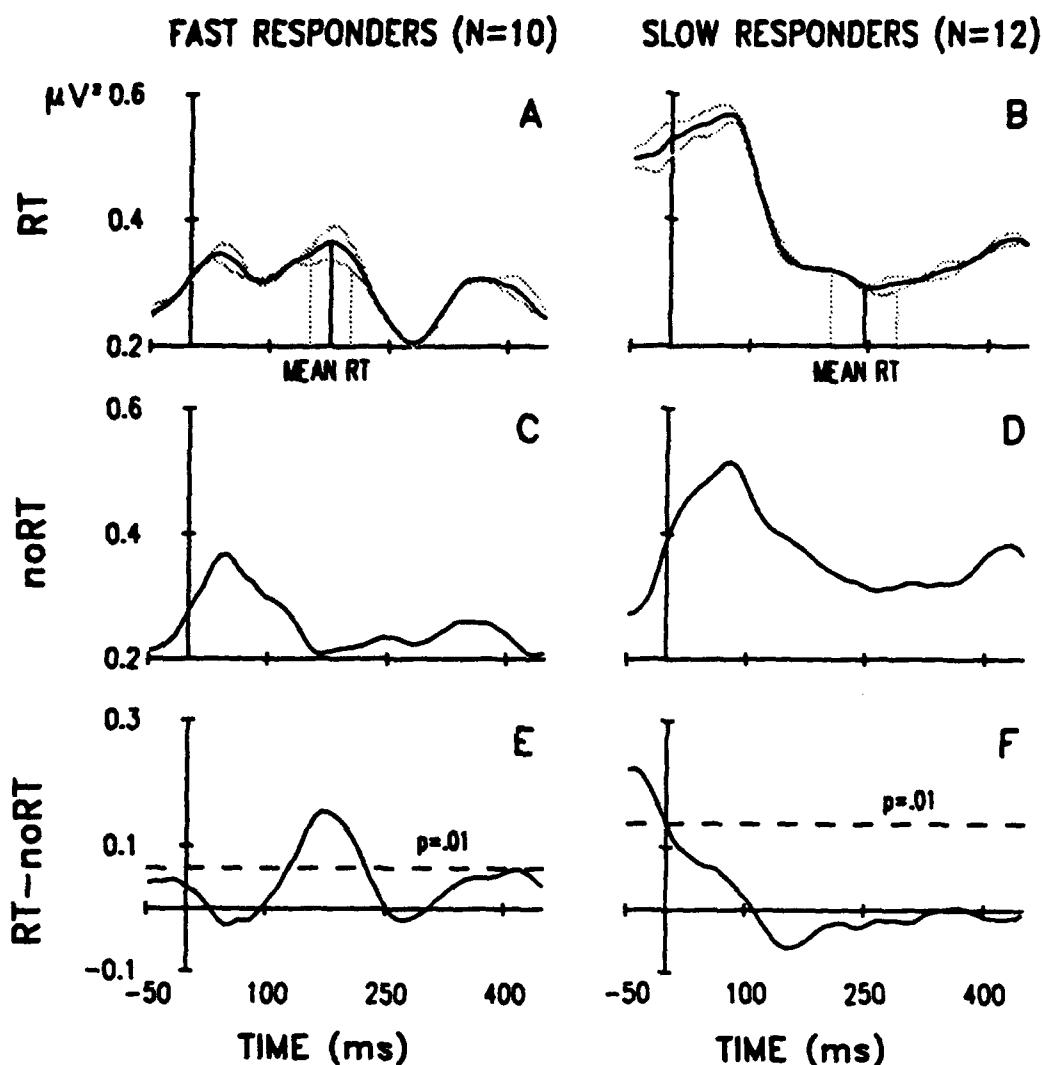 FAST RESPONDERS (N=10)
SLOW RESPONDERS (N=12)
μV² 0.6
0.4
0.2
RT
A
B
MEAN RT
MEAN RT
0.6
0.4
0.2
noRT
C
D
0.3
0.1
-0.1
RT-noRT
E
p=.01
F
p=.01
-50 100 250 400
-50 100 250 400
TIME (ms)
TIME (ms)